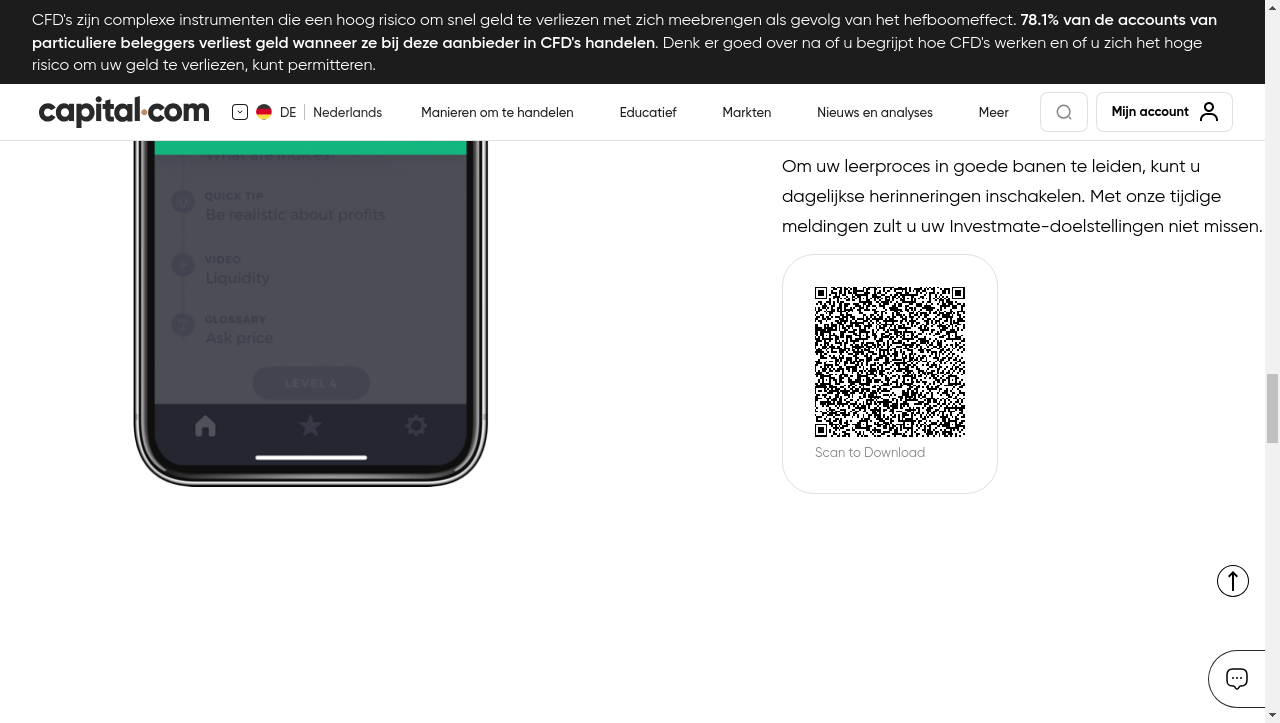 CFD's zijn complexe instrumenten die een hoog risico om snel geld te verliezen met zich meebrengen als gevolg van het hefboomeffect. 78.1% van de accounts van
particuliere beleggers verliest geld wanneer ze bij deze aanbieder in CFD's handelen. Denk er goed over na of u begrijpt hoe CFD's werken en of u zich het hoge
risico om uw geld te verliezen, kunt permitteren.
capital.com
DE
Nederlands
Manieren om te handelen
Educatief
Markten
Nieuws en analyses
Meer
Mijn account
What are indices?
QUICK TIP
Be realistic about profits
VIDEO
Liquidity
GLOSSARY
Ask price
LEVEL 4
Om uw leerproces in goede banen te leiden, kunt u
dagelijkse herinneringen inschakelen. Met onze tijdige
meldingen zult u uw Investmate-doelstellingen niet missen.
Scan to Download